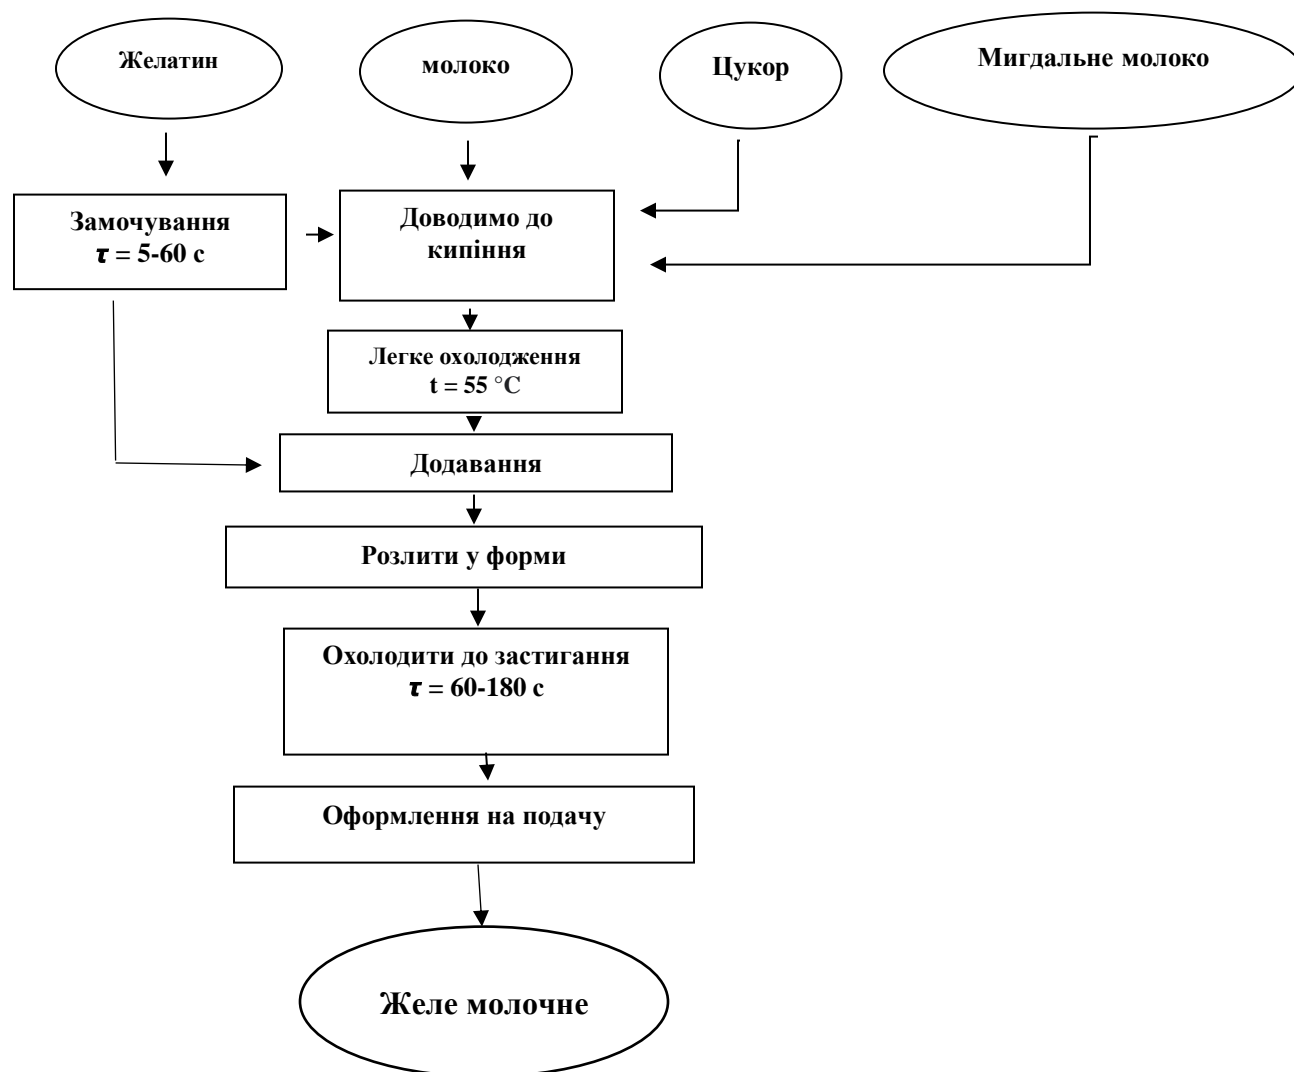 Желатин
молоко
Цукор
Мигдальне молоко
Замочування
τ = 5-60 с
Доводимо до
кипіння
Легке охолодження
t = 55 °C
Додавання
Розлити у форми
Охолодити до застигання
τ = 60-180 с
Оформлення на подачу
Желе молочне